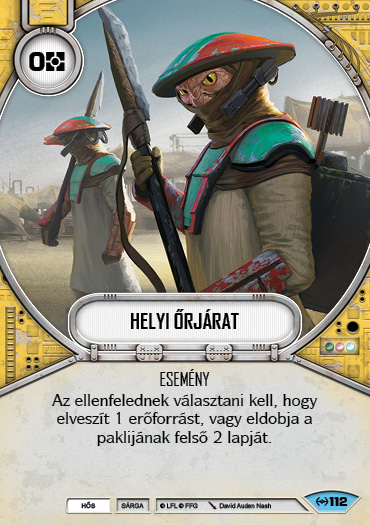 0
HELYI ŐRJÁRAT
ESEMÉNY
Az ellenfelednek választani kell, hogy
elveszít 1 erőforrást, vagy eldobja a
paklijának felső 2 lapját.
HŐS SÁRGA © LFL © FFG David Auden Nash 112